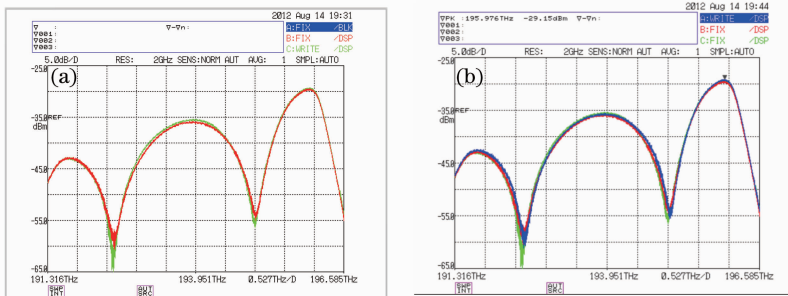 2012 Aug 14 19:31
∇ : ∇-∇n:
∇001:
∇002:
∇003:
A:FIX /BLK
B:FIX /DSP
C:WRITE /DSP
5.0dB/D RES: 2GHz SENS:NORM AUT AVG: 1 SMPL:AUTO
-25.0
(a)
-35.0 REF
dBm
-45.0
-55.0
-65.0
191.316THz 193.951THz 0.527THz/D 196.585THz
SWP
INT
AUT
SRC
2012 Aug 14 19:44
∇PK :195.976THz -29.15dBm ∇-∇n:
∇001:
∇002:
∇003:
A:WRITE /DSP
B:FIX /DSP
C:FIX /DSP
5.0dB/D RES: 2GHz SENS:NORM AUT AVG: 1 SMPL:AUTO
-25.0
(b)
-35.0 REF
dBm
-45.0
-55.0
-65.0
191.316THz 193.951THz 0.527THz/D 196.585THz
SWP
INT
AUT
SRC